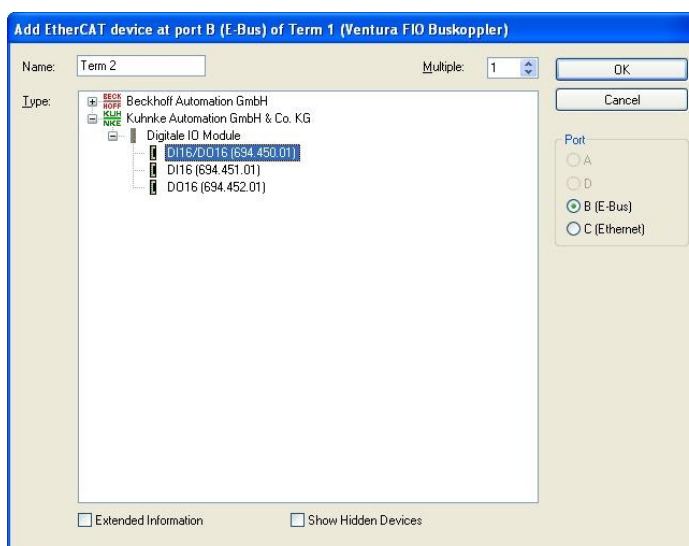 Add EtherCAT device at port B (E-Bus) of Term 1 (Ventura FIO Buskoppler)
Name: Term 2 Multiple: 1 OK
Type: BECKHOFF Beckhoff Automation GmbH Cancel
KUHNKE Kuhnke Automation GmbH & Co. KG
Digitale IO Module Port
DI16/DO16 (694.450.01) A
DI16 (694.451.01) D
DO16 (694.452.01) B (E-Bus)
C (Ethernet)
Extended Information Show Hidden Devices